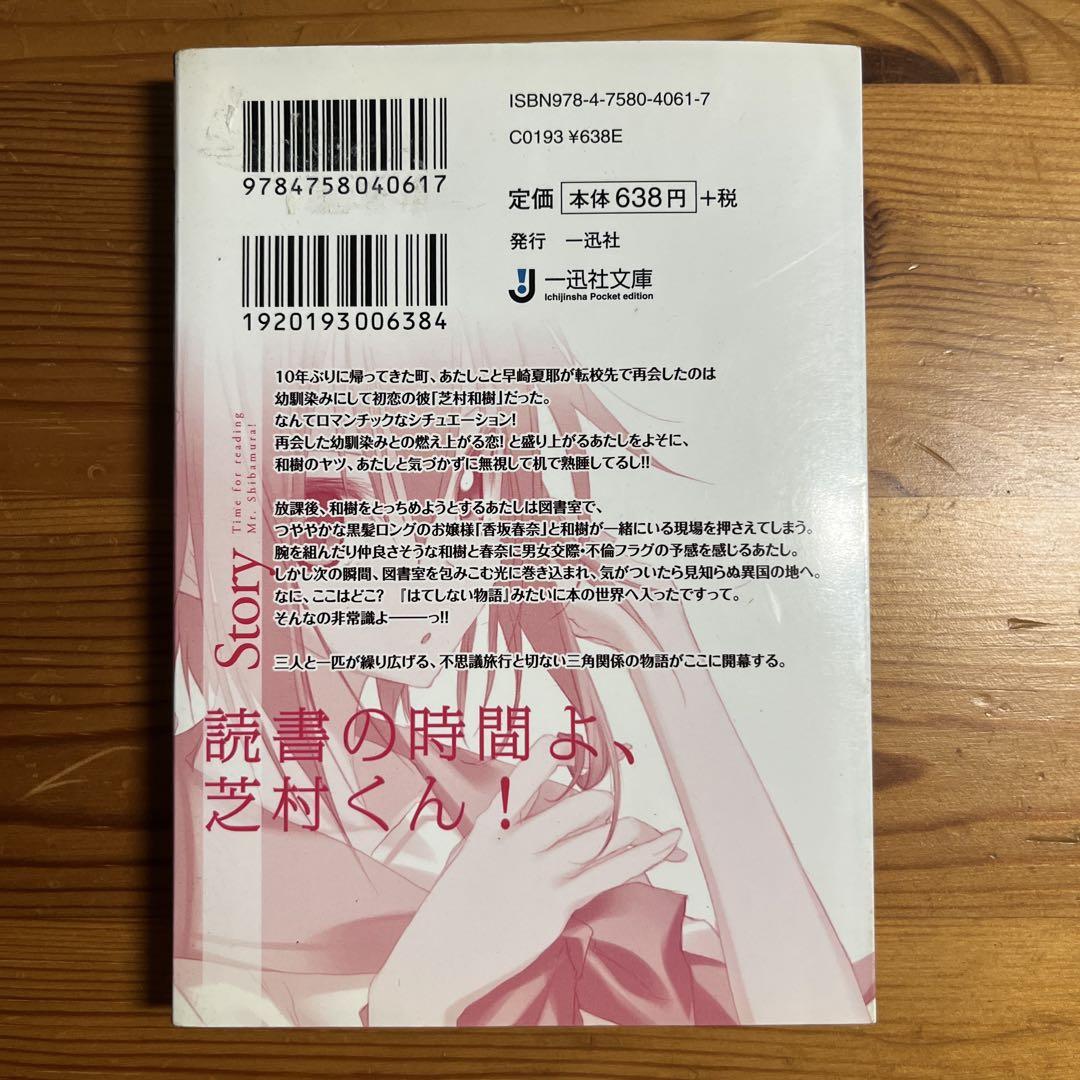 9784758040617
1920193006384
ISBN978-4-7580-4061-7
C0193 ¥638E
定価 本体638円 +税
発行 一迅社
一迅社文庫
Ichijinsha Pocket edition
Story
Time for reading
Mr. Shibamura!
10年ぶりに帰ってきた町、あたしこと早崎夏耶が転校先で再会したのは
幼馴染みにして初恋の彼「芝村和樹」だった。
なんてロマンチックなシチュエーション!
再会した幼馴染みとの燃え上がる恋! と盛り上がるあたしをよそに、
和樹のヤツ、あたしと気づかずに無視して机で熟睡してるし!!
放課後、和樹をとっちめようとするあたしは図書室で、
つややかな黒髪ロングのお嬢様「香坂春奈」と和樹が一緒にいる現場を押さえてしまう。
腕を組んだり仲良さそうな和樹と春奈に男女交際・不倫フラグの予感を感じるあたし。
しかし次の瞬間、図書室を包みこむ光に巻き込まれ、気がついたら見知らぬ異国の地へ。
なに、ここはどこ? 『はてしない物語』みたいに本の世界へ入ったですって。
そんなの非常識よ―――っ!!
三人と一匹が繰り広げる、不思議旅行と切ない三角関係の物語がここに開幕する。
読書の時間よ、
芝村くん!